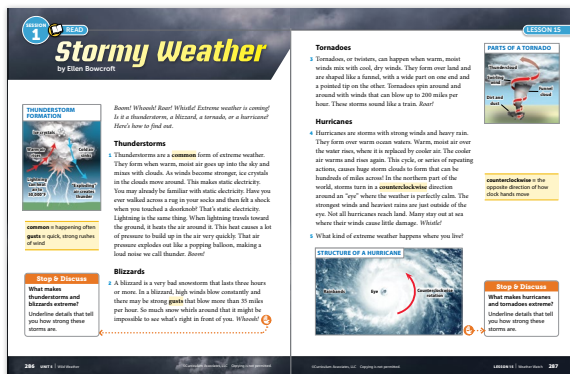 SESSION
1
READ
Stormy Weather
by Ellen Bowcroft
THUNDERSTORM
FORMATION
Ice crystals
Warm air
rises
Cold air
sinks
Lightning
can heat
air to
50,000°F
"Exploding"
air creates
thunder
common = happening often
gusts = quick, strong rushes
of wind
Stop & Discuss
What makes
thunderstorms and
blizzards extreme?
Underline details that tell
you how strong these
storms are.
Boom! Whoosh! Roar! Whistle! Extreme weather is coming!
Is it a thunderstorm, a blizzard, a tornado, or a hurricane?
Here's how to find out.
Thunderstorms
1 Thunderstorms are a common form of extreme weather.
They form when warm, moist air goes up into the sky and
mixes with clouds. As winds become stronger, ice crystals
in the clouds move around. This makes static electricity.
You may already be familiar with static electricity. Have you
ever walked across a rug in your socks and then felt a shock
when you touched a doorknob? That's static electricity.
Lightning is the same thing. When lightning travels toward
the ground, it heats the air around it. This heat causes a lot
of pressure to build up in the air very quickly. That air
pressure explodes out like a popping balloon, making a
loud noise we call thunder. Boom!
Blizzards
2 A blizzard is a very bad snowstorm that lasts three hours
or more. In a blizzard, high winds blow constantly and
there may be strong gusts that blow more than 35 miles
per hour. So much snow whirls around that it might be
impossible to see what's right in front of you. Whoosh!
286 UNIT 5 Wild Weather
©Curriculum Associates, LLC Copying is not permitted.
LESSON 15
Tornadoes
3 Tornadoes, or twisters, can happen when warm, moist
winds mix with cool, dry winds. They form over land and
are shaped like a funnel, with a wide part on one end and
a pointed tip on the other. Tornadoes spin around and
around with winds that can blow up to 200 miles per
hour. These storms sound like a train. Roar!
Hurricanes
4 Hurricanes are storms with strong winds and heavy rain.
They form over warm ocean waters. Warm, moist air over
the water rises, where it is replaced by cooler air. The cooler
air warms and rises again. This cycle, or series of repeating
actions, causes huge storm clouds to form that can be
hundreds of miles across! In the northern part of the
world, storms turn in a counterclockwise direction
around an "eye" where the weather is perfectly calm. The
strongest winds and heaviest rains are just outside of the
eye. Not all hurricanes reach land. Many stay out at sea
where their winds cause little damage. Whistle!
5 What kind of extreme weather happens where you live?
STRUCTURE OF A HURRICANE
Rainbands
Eye
Counterclockwise
rotation
PARTS OF A TORNADO
Thundercloud
Swirling
wind
Funnel
cloud
Dirt and
dust
counterclockwise = the
opposite direction of how
clock hands move
Stop & Discuss
What makes hurricanes
and tornadoes extreme?
Underline details that tell
you how strong these
storms are.
©Curriculum Associates, LLC Copying is not permitted.
LESSON 15 Weather Watch 287